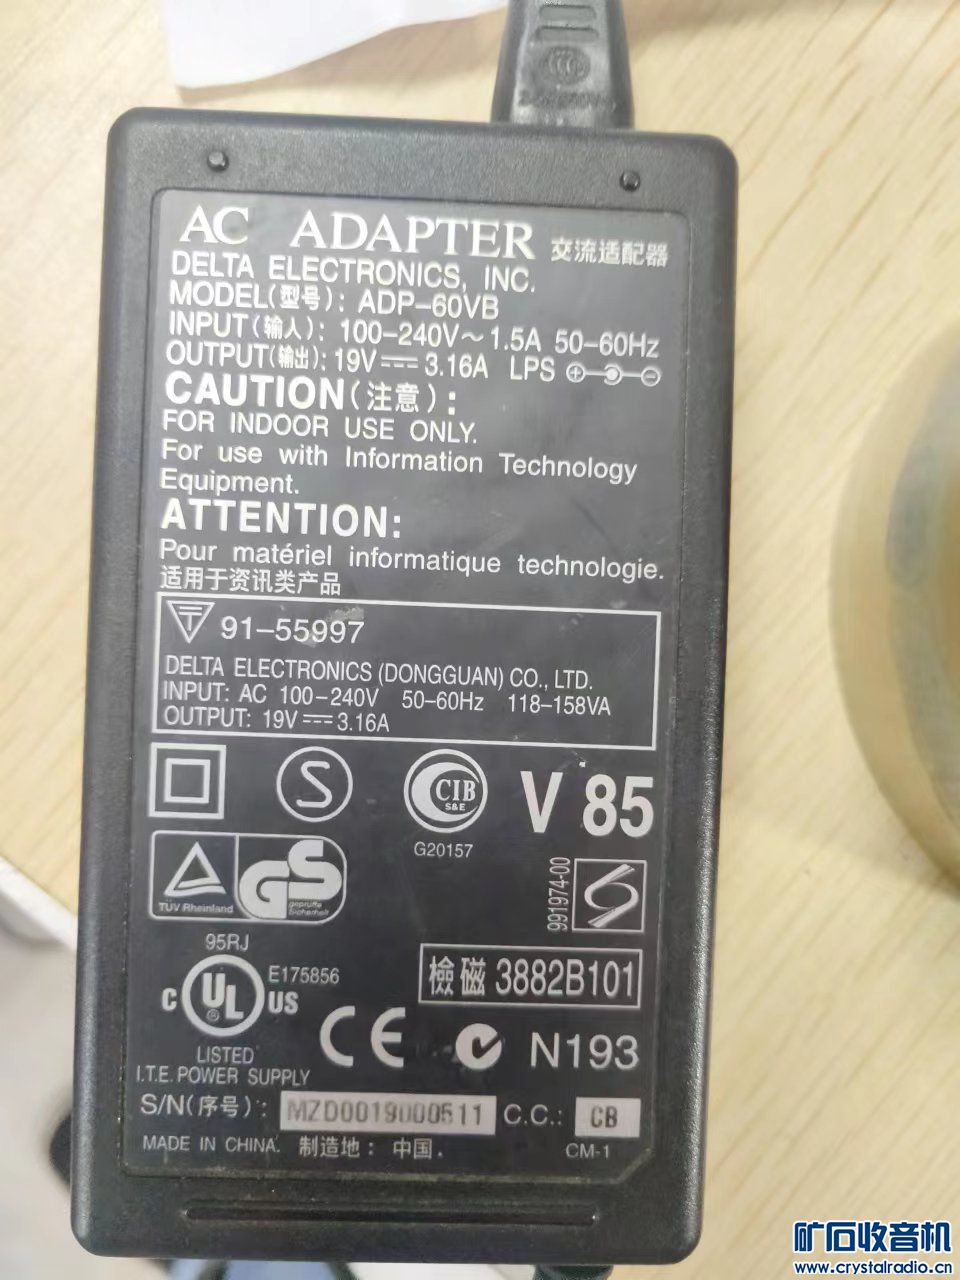 AC ADAPTER 交流适配器
DELTA ELECTRONICS, INC.
MODEL(型号): ADP-60VB
INPUT(输入): 100-240V~1.5A 50-60Hz
OUTPUT(输出): 19V⎓3.16A LPS
CAUTION(注意):
FOR INDOOR USE ONLY.
For use with Information Technology
Equipment.
ATTENTION:
Pour matériel informatique technologie.
适用于资讯类产品
91-55997
DELTA ELECTRONICS (DONGGUAN) CO., LTD.
INPUT: AC 100-240V 50-60Hz 118-158VA
OUTPUT: 19V⎓3.16A
S
CIB
S&E
G20157
V 85
TÜV Rheinland
GS
geprüfte
Sicherheit
991974-00
95RJ
檢磁 3882B101
C UL US E175856
LISTED
I.T.E. POWER SUPPLY
CE N193
S/N(序号): MZD0019000511 C.C.: CB
MADE IN CHINA. 制造地: 中国. CM-1
矿石收音机
www.crystalradio.cn